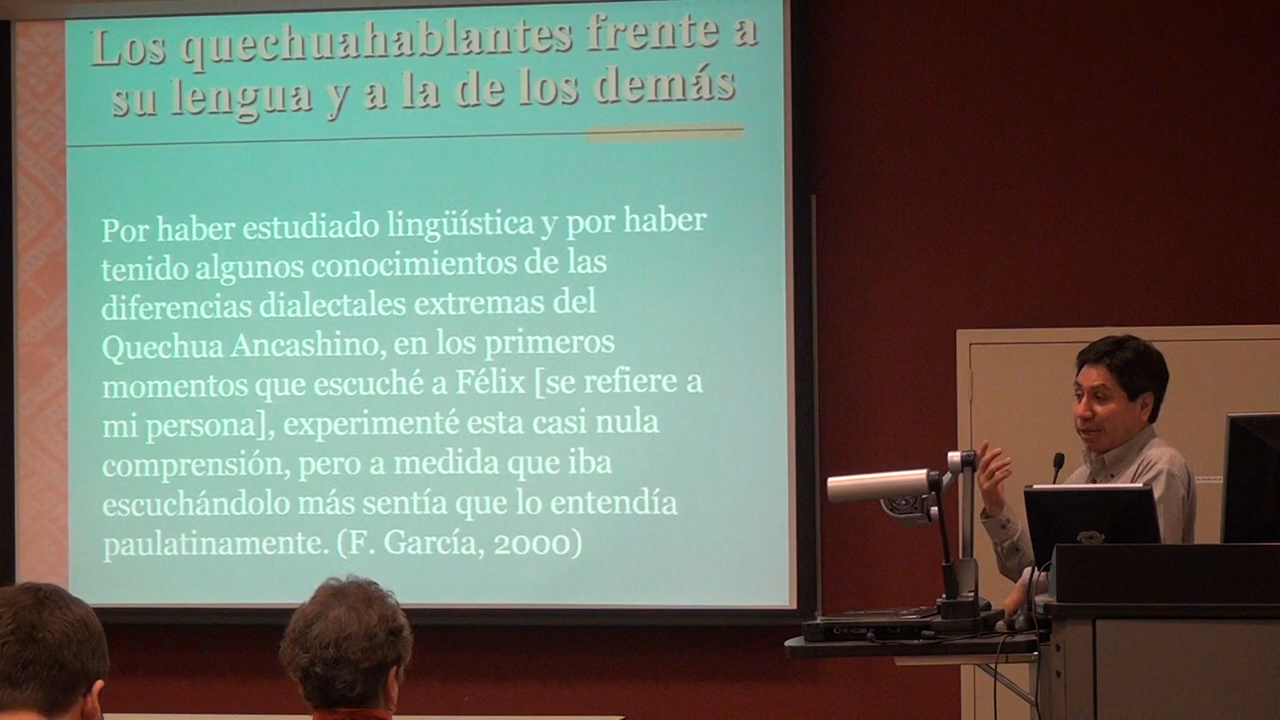 Los quechuahablantes frente a
su lengua y a la de los demás
Por haber estudiado lingüística y por haber
tenido algunos conocimientos de las
diferencias dialectales extremas del
Quechua Ancashino, en los primeros
momentos que escuché a Félix [se refiere a
mi persona], experimenté esta casi nula
comprensión, pero a medida que iba
escuchándolo más sentía que lo entendía
paulatinamente. (F. García, 2000)